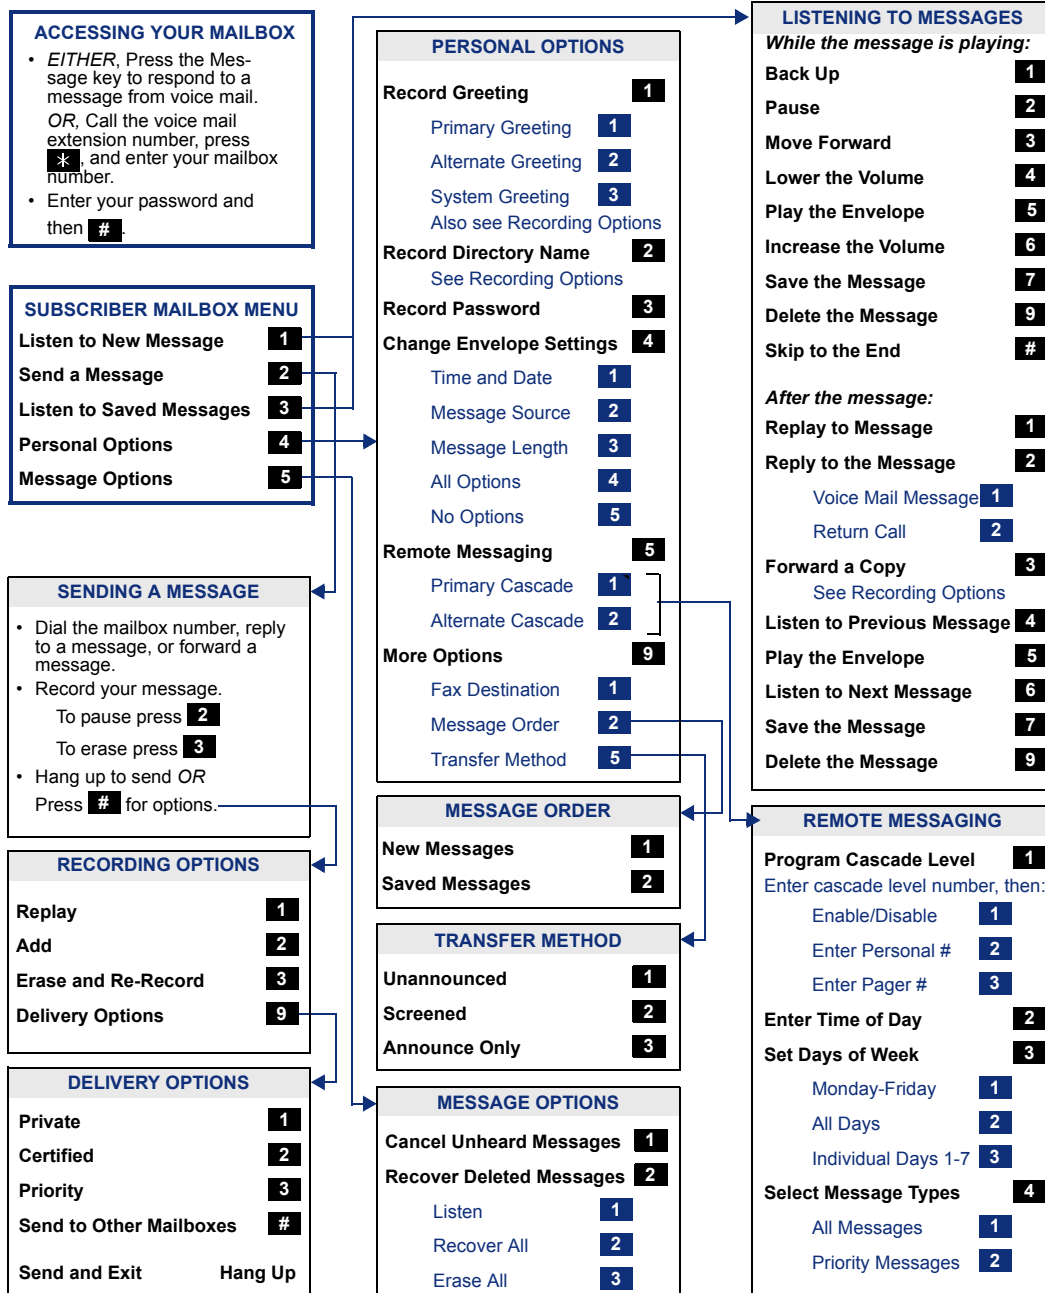 ACCESSING YOUR MAILBOX
• EITHER, Press the Mes-
sage key to respond to a
message from voice mail.
OR, Call the voice mail
extension number, press
* , and enter your mailbox
number.
• Enter your password and
then # .
SUBSCRIBER MAILBOX MENU
Listen to New Message 1
Send a Message 2
Listen to Saved Messages 3
Personal Options 4
Message Options 5
SENDING A MESSAGE
• Dial the mailbox number, reply
to a message, or forward a
message.
• Record your message.
To pause press 2
To erase press 3
• Hang up to send OR
Press # for options.
RECORDING OPTIONS
Replay 1
Add 2
Erase and Re-Record 3
Delivery Options 9
DELIVERY OPTIONS
Private 1
Certified 2
Priority 3
Send to Other Mailboxes #
Send and Exit Hang Up
PERSONAL OPTIONS
Record Greeting 1
Primary Greeting 1
Alternate Greeting 2
System Greeting 3
Also see Recording Options
Record Directory Name 2
See Recording Options
Record Password 3
Change Envelope Settings 4
Time and Date 1
Message Source 2
Message Length 3
All Options 4
No Options 5
Remote Messaging 5
Primary Cascade 1
Alternate Cascade 2
More Options 9
Fax Destination 1
Message Order 2
Transfer Method 5
MESSAGE ORDER
New Messages 1
Saved Messages 2
TRANSFER METHOD
Unannounced 1
Screened 2
Announce Only 3
MESSAGE OPTIONS
Cancel Unheard Messages 1
Recover Deleted Messages 2
Listen 1
Recover All 2
Erase All 3
LISTENING TO MESSAGES
While the message is playing:
Back Up 1
Pause 2
Move Forward 3
Lower the Volume 4
Play the Envelope 5
Increase the Volume 6
Save the Message 7
Delete the Message 9
Skip to the End #
After the message:
Replay to Message 1
Reply to the Message 2
Voice Mail Message 1
Return Call 2
Forward a Copy 3
See Recording Options
Listen to Previous Message 4
Play the Envelope 5
Listen to Next Message 6
Save the Message 7
Delete the Message 9
REMOTE MESSAGING
Program Cascade Level 1
Enter cascade level number, then:
Enable/Disable 1
Enter Personal # 2
Enter Pager # 3
Enter Time of Day 2
Set Days of Week 3
Monday-Friday 1
All Days 2
Individual Days 1-7 3
Select Message Types 4
All Messages 1
Priority Messages 2